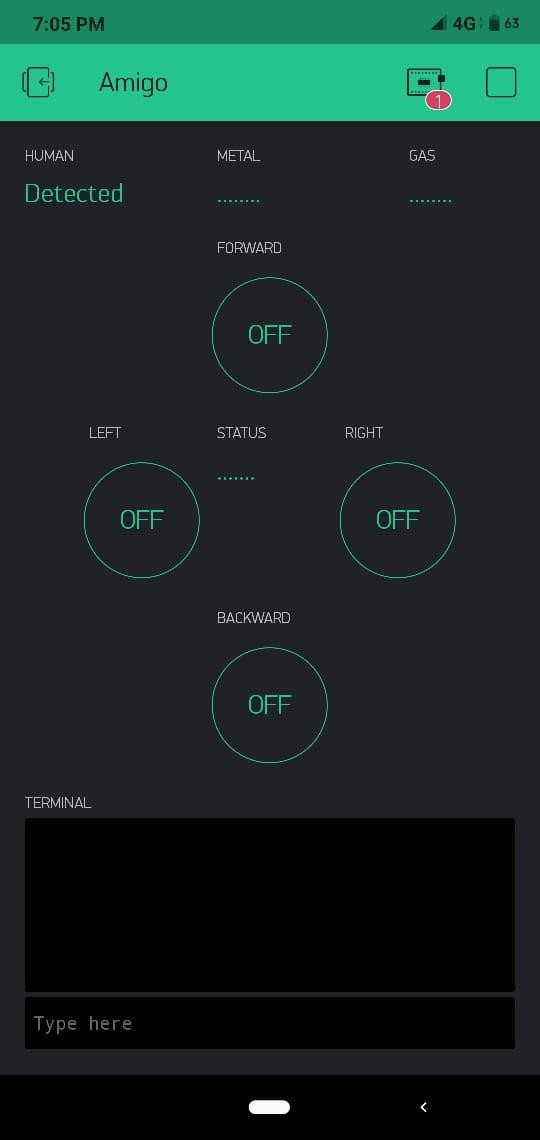 7:05 PM 4G 63
Amigo 1
HUMAN METAL GAS
Detected ........ ........
FORWARD
OFF
LEFT STATUS RIGHT
.......
OFF OFF
BACKWARD
OFF
TERMINAL
Type here